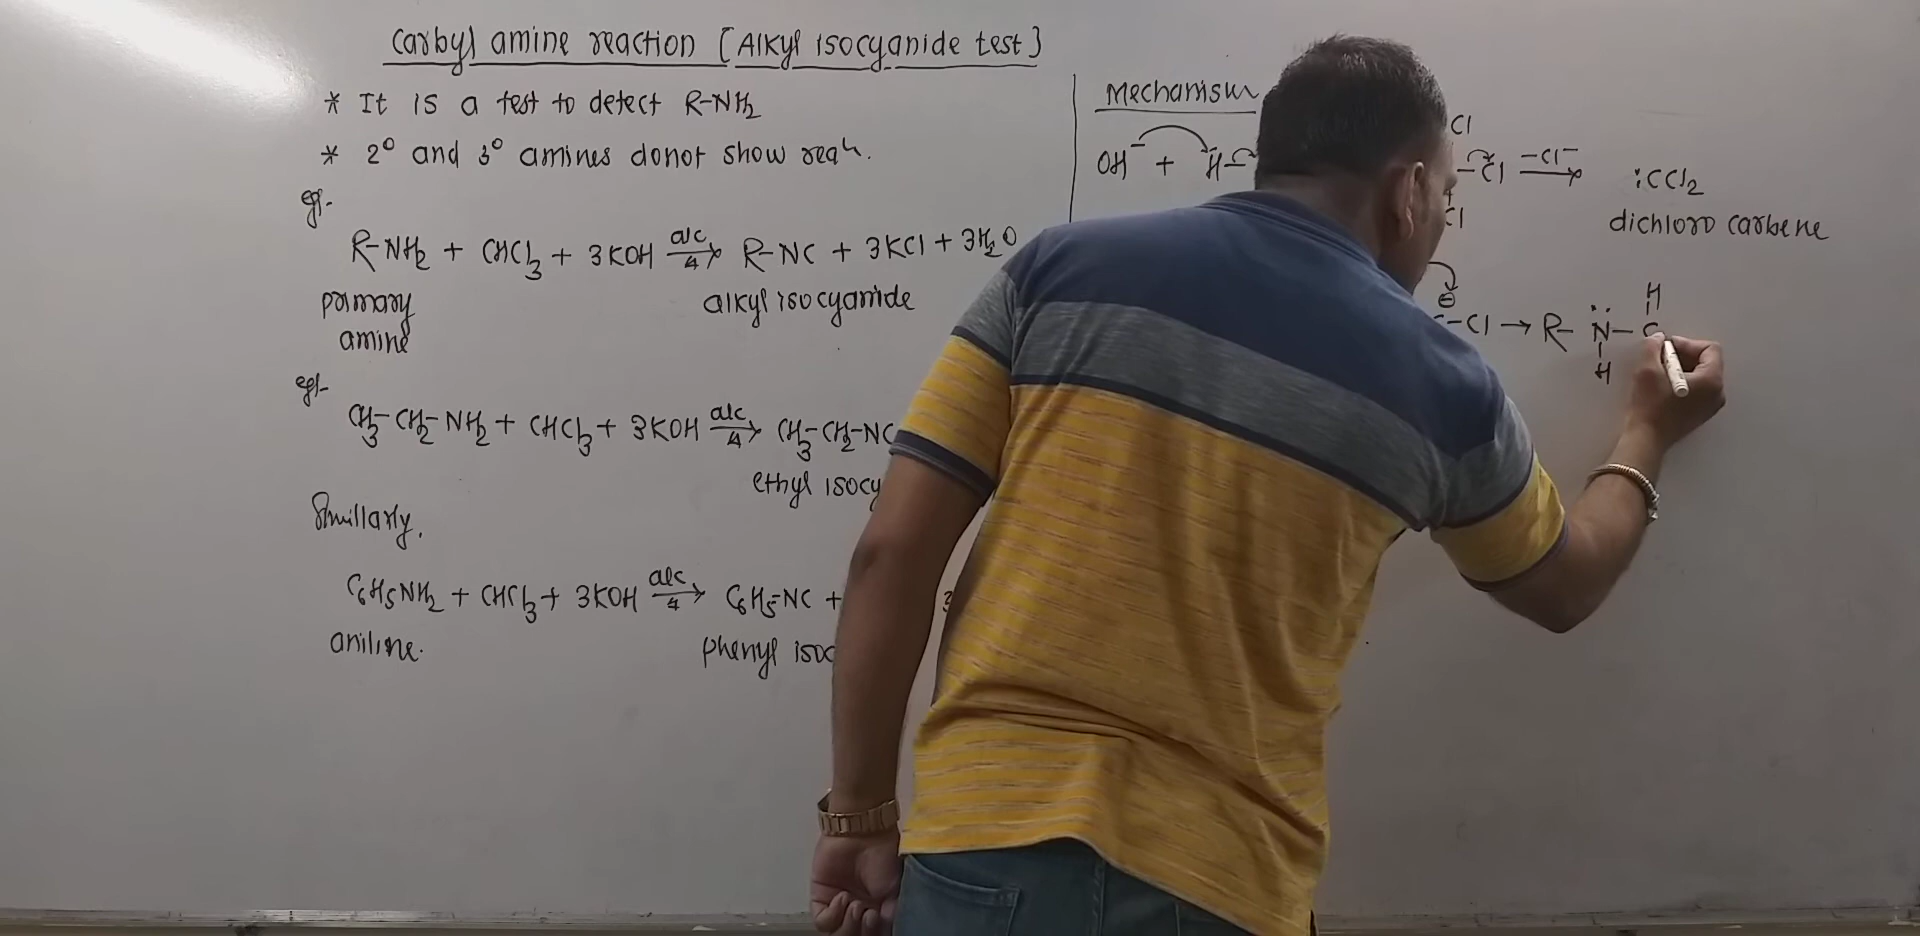 Carbyl amine reaction [Alkyl isocyanide test]
* It is a test to detect R-NH2
* 2° and 3° amines donot show reaⁿ.
eg!-
R-NH2 + CHCl3 + 3KOH alc Δ→ R-NC + 3KCl + 3H2O
primary alkyl isocyanide
amine
eg!-
CH3-CH2-NH2 + CHCl3 + 3KOH alc Δ→ CH3-CH2-NC
ethyl isocy
Simillarly,
C6H5NH2 + CHCl3 + 3KOH alc Δ→ C6H5-NC + 3
aniline. phenyl isoc
Mechanism
Cl
OH⁻ + H- -Cl -Cl⁻→ :CCl2
Cl
dichloro carbene
⊖ H
-Cl → R-N̈-C
H